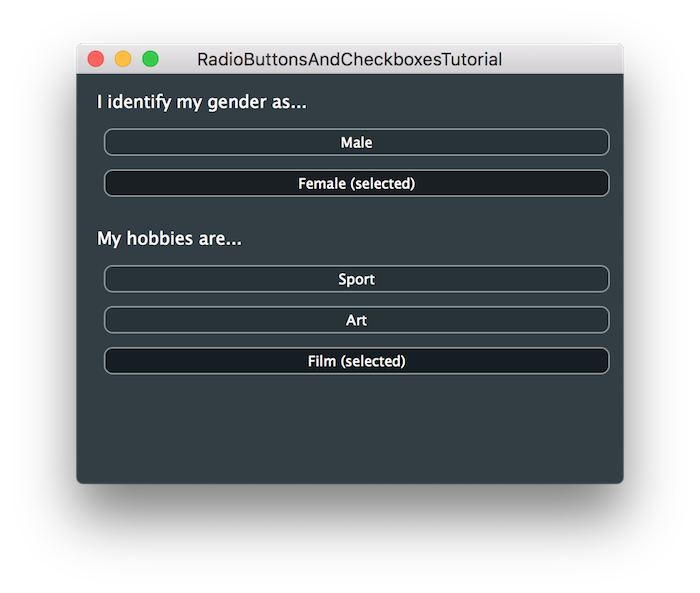 RadioButtonsAndCheckboxesTutorial
I identify my gender as...
Male
Female (selected)
My hobbies are...
Sport
Art
Film (selected)